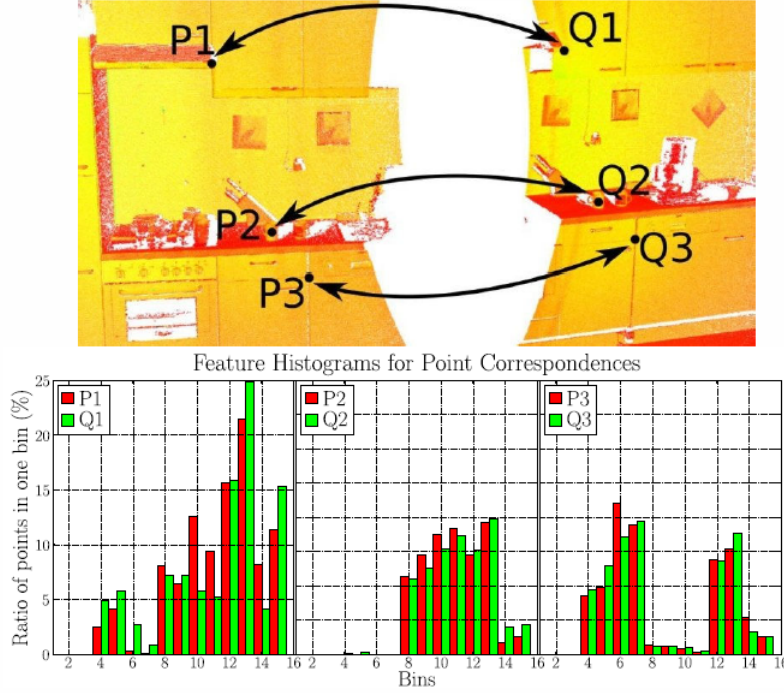 P1
Q1
Q2
P2
Q3
P3
Feature Histograms for Point Correspondences
Ratio of points in one bin (%)
25
20
15
10
5
0
P1
Q1
P2
Q2
P3
Q3
2 4 6 8 10 12 14 16
2 4 6 8 10 12 14 16
2 4 6 8 10 12 14 16
Bins